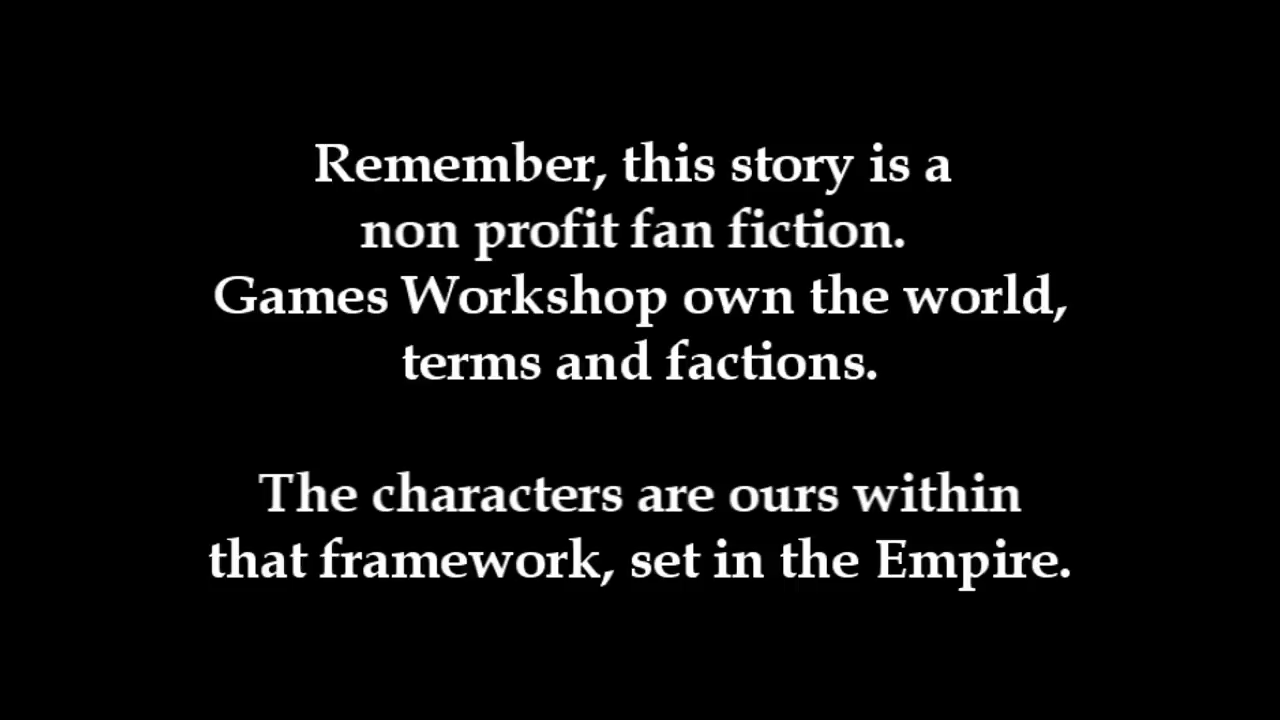 Remember, this story is a
non profit fan fiction.
Games Workshop own the world,
terms and factions.
The characters are ours within
that framework, set in the Empire.